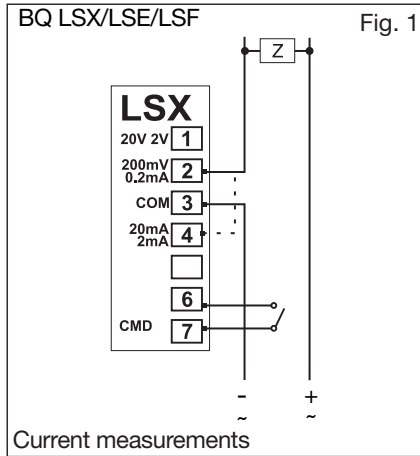 BQ LSX/LSE/LSF
Fig. 1
Z
LSX
20V 2V 1
200mV 2
0.2mA
COM 3
20mA 4
2mA
6
CMD 7
- +
~ ~
Current measurements